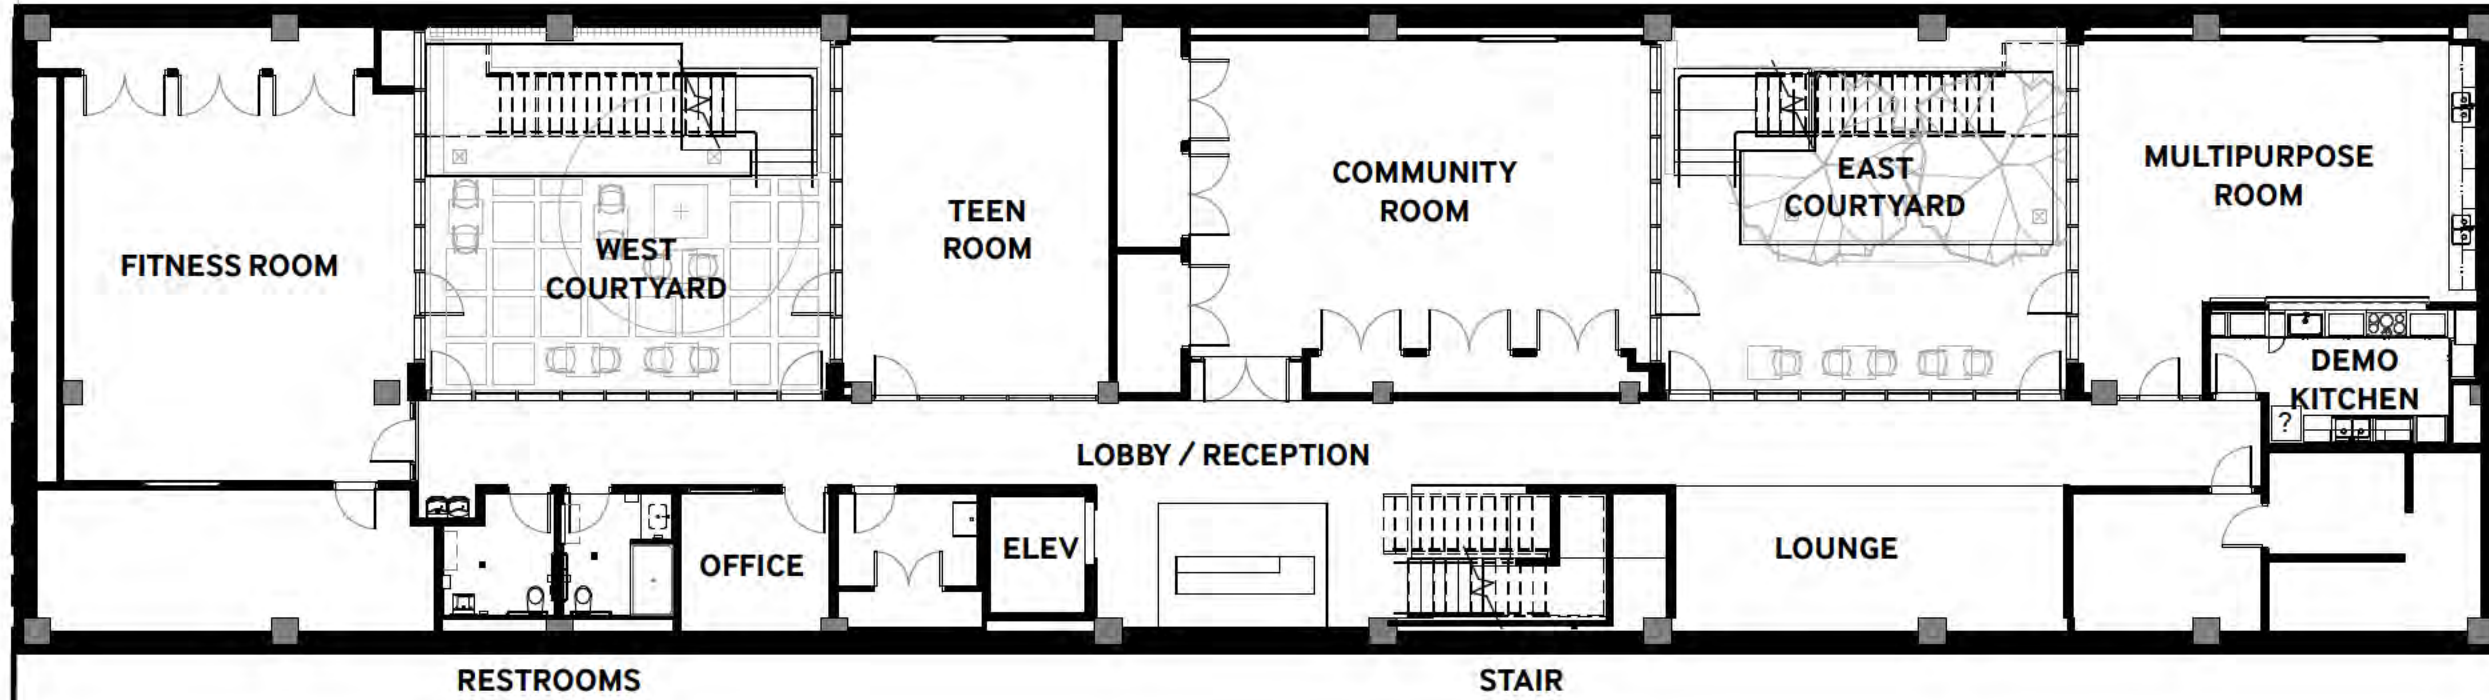 COMMUNITY
ROOM
EAST
COURTYARD
MULTIPURPOSE
ROOM
TEEN
ROOM
WEST
COURTYARD
FITNESS ROOM
DEMO
KITCHEN
?
LOBBY / RECEPTION
OFFICE
ELEV
LOUNGE
RESTROOMS
STAIR